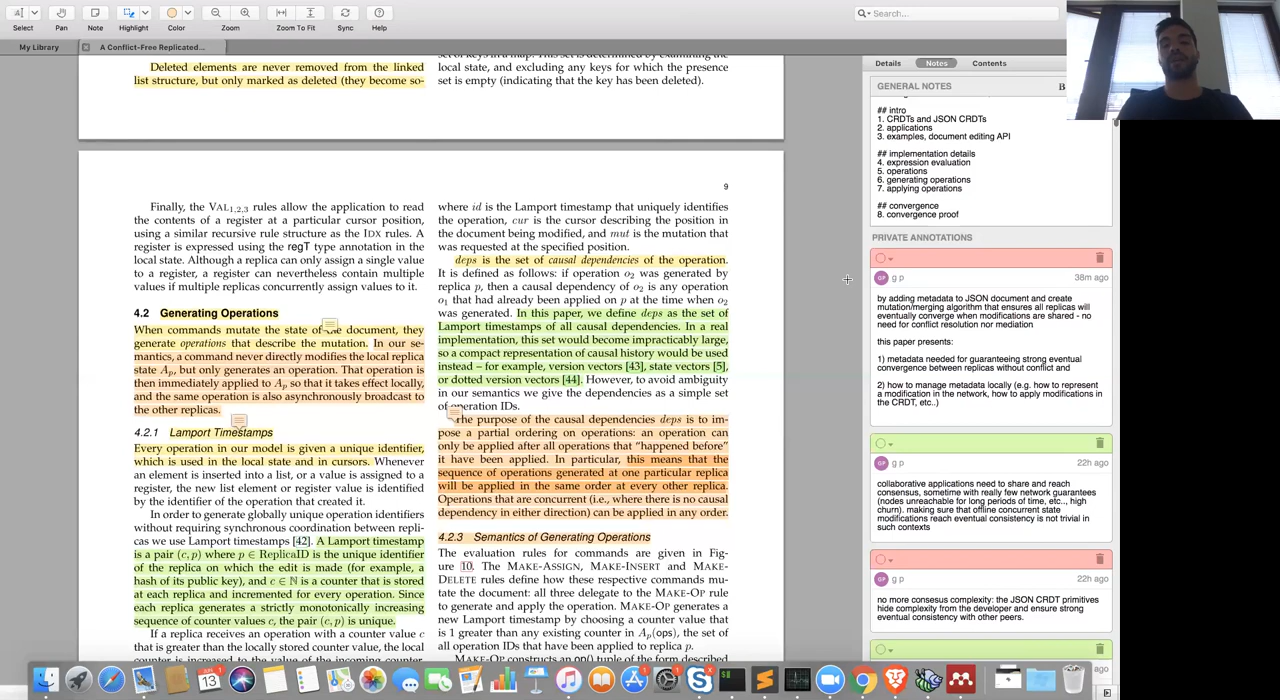 Select
Pan
Note
Highlight
Color
Zoom
Zoom To Fit
Sync
Help
Search...
My Library
A Conflict-Free Replicated...
Details
Notes
Contents
Deleted elements are never removed from the linked
list structure, but only marked as deleted (they become so-
local state, and excluding any keys for which the presence
set is empty (indicating that the key has been deleted).
9
Finally, the VAL1,2,3 rules allow the application to read
the contents of a register at a particular cursor position,
using a similar recursive rule structure as the IDX rules. A
register is expressed using the regT type annotation in the
local state. Although a replica can only assign a single value
to a register, a register can nevertheless contain multiple
values if multiple replicas concurrently assign values to it.
4.2 Generating Operations
When commands mutate the state of the document, they
generate operations that describe the mutation. In our se-
mantics, a command never directly modifies the local replica
state Ap, but only generates an operation. That operation is
then immediately applied to Ap so that it takes effect locally,
and the same operation is also asynchronously broadcast to
the other replicas.
4.2.1 Lamport Timestamps
Every operation in our model is given a unique identifier,
which is used in the local state and in cursors. Whenever
an element is inserted into a list, or a value is assigned to a
register, the new list element or register value is identified
by the identifier of the operation that created it.
In order to generate globally unique operation identifiers
without requiring synchronous coordination between repli-
cas we use Lamport timestamps [42]. A Lamport timestamp
is a pair (c, p) where p ∈ ReplicaID is the unique identifier
of the replica on which the edit is made (for example, a
hash of its public key), and c ∈ ℕ is a counter that is stored
at each replica and incremented for every operation. Since
each replica generates a strictly monotonically increasing
sequence of counter values c, the pair (c, p) is unique.
If a replica receives an operation with a counter value c
that is greater than the locally stored counter value, the local
counter is increased to the value of the incoming counter.
where id is the Lamport timestamp that uniquely identifies
the operation, cur is the cursor describing the position in
the document being modified, and mut is the mutation that
was requested at the specified position.
deps is the set of causal dependencies of the operation.
It is defined as follows: if operation o2 was generated by
replica p, then a causal dependency of o2 is any operation
o1 that had already been applied on p at the time when o2
was generated. In this paper, we define deps as the set of
Lamport timestamps of all causal dependencies. In a real
implementation, this set would become impracticably large,
so a compact representation of causal history would be used
instead – for example, version vectors [43], state vectors [5],
or dotted version vectors [44]. However, to avoid ambiguity
in our semantics we give the dependencies as a simple set
of operation IDs.
The purpose of the causal dependencies deps is to im-
pose a partial ordering on operations: an operation can
only be applied after all operations that “happened before”
it have been applied. In particular, this means that the
sequence of operations generated at one particular replica
will be applied in the same order at every other replica.
Operations that are concurrent (i.e., where there is no causal
dependency in either direction) can be applied in any order.
4.2.3 Semantics of Generating Operations
The evaluation rules for commands are given in Fig-
ure 10. The MAKE-ASSIGN, MAKE-INSERT and MAKE-
DELETE rules define how these respective commands mu-
tate the document: all three delegate to the MAKE-OP rule
to generate and apply the operation. MAKE-OP generates a
new Lamport timestamp by choosing a counter value that
is 1 greater than any existing counter in Ap(ops), the set of
all operation IDs that have been applied to replica p.
MAKE-OP constructs an op() tuple of the form described
GENERAL NOTES
B
## intro
1. CRDTs and JSON CRDTs
2. applications
3. examples, document editing API
## implementation details
4. expression evaluation
5. operations
6. generating operations
7. applying operations
## convergence
8. convergence proof
PRIVATE ANNOTATIONS
GP
g p
38m ago
by adding metadata to JSON document and create
mutation/merging algorithm that ensures all replicas will
eventually converge when modifications are shared - no
need for conflict resolution nor mediation
this paper presents:
1) metadata needed for guaranteeing strong eventual
convergence between replicas without conflict and
2) how to manage metadata locally (e.g. how to represent
a modification in the network, how to apply modifications in
the CRDT, etc..)
GP
g p
22h ago
collaborative applications need to share and reach
consensus, sometime with really few network guarantees
(nodes unreachable for long periods of time, etc.., high
churn). making sure that offline concurrent state
modifications reach eventual consistency is not trivial in
such contexts
GP
g p
22h ago
no more consensus complexity: the JSON CRDT primitives
hide complexity from the developer and ensure strong
eventual consistency with other peers.
ago
13